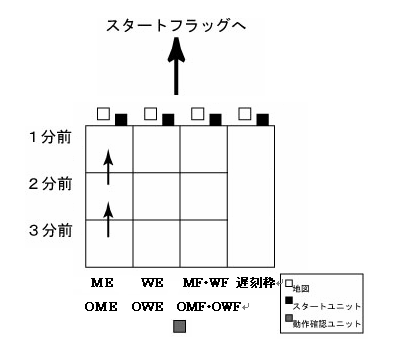 スタートフラッグへ
1分前
2分前
3分前
ME WE MF・WF 遅刻枠
OME OWE OMF・OWF
地図
スタートユニット
動作確認ユニット